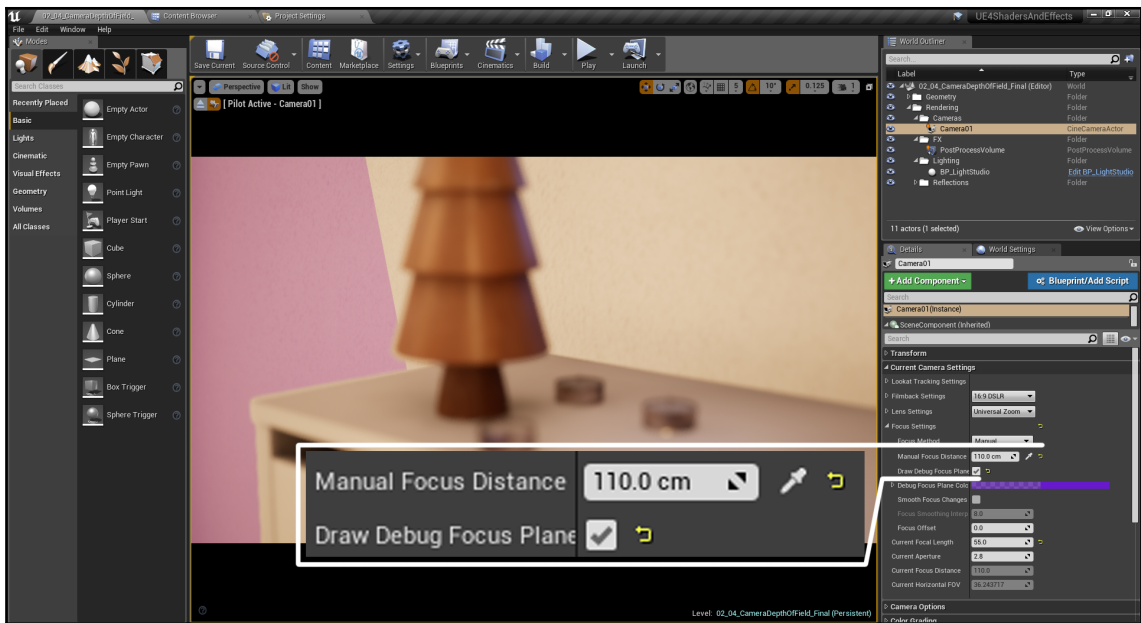 02_04_CameraDepthOfField_
Content Browser
Project Settings
UE4ShadersAndEffects
File Edit Window Help
Modes
Search Classes
Recently Placed
Basic
Lights
Cinematic
Visual Effects
Geometry
Volumes
All Classes
Empty Actor
Empty Character
Empty Pawn
Point Light
Player Start
Cube
Sphere
Cylinder
Cone
Plane
Box Trigger
Sphere Trigger
Save Current
Source Control
Content
Marketplace
Settings
Blueprints
Cinematics
Build
Play
Launch
Perspective
Lit
Show
5
10°
0.125
1
[ Pilot Active - Camera01 ]
Manual Focus Distance 110.0 cm
Draw Debug Focus Plane
Level: 02_04_CameraDepthOfField_Final (Persistent)
World Outliner
Search...
Label Type
02_04_CameraDepthOfField_Final (Editor) World
Geometry Folder
Rendering Folder
Cameras Folder
Camera01 CineCameraActor
FX Folder
PostProcessVolume PostProcessVolume
Lighting Folder
BP_LightStudio Edit BP_LightStudio
Reflections Folder
11 actors (1 selected)
View Options
Details
World Settings
Camera01
+Add Component
Blueprint/Add Script
Search
Camera01(Instance)
SceneComponent (Inherited)
Search
Transform
Current Camera Settings
Lookat Tracking Settings
Filmback Settings 16:9 DSLR
Lens Settings Universal Zoom
Focus Settings
Focus Method Manual
Manual Focus Distance 110.0 cm
Draw Debug Focus Plane
Debug Focus Plane Colo
Smooth Focus Changes
Focus Smoothing Interp 8.0
Focus Offset 0.0
Current Focal Length 55.0
Current Aperture 2.8
Current Focus Distance 110.0
Current Horizontal FOV 36.243717
Camera Options
Color Grading